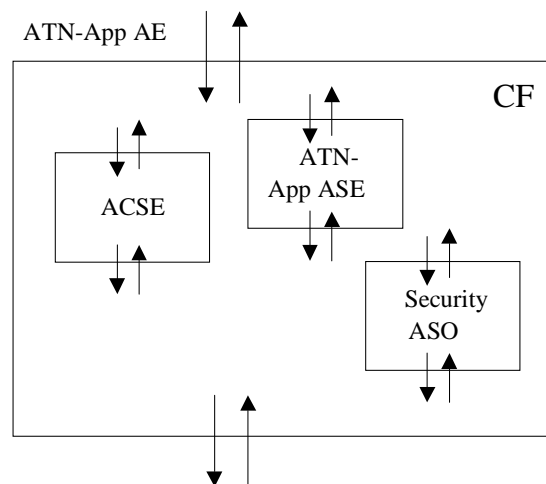 ATN-App AE
CF
ATN-
App ASE
ACSE
Security
ASO